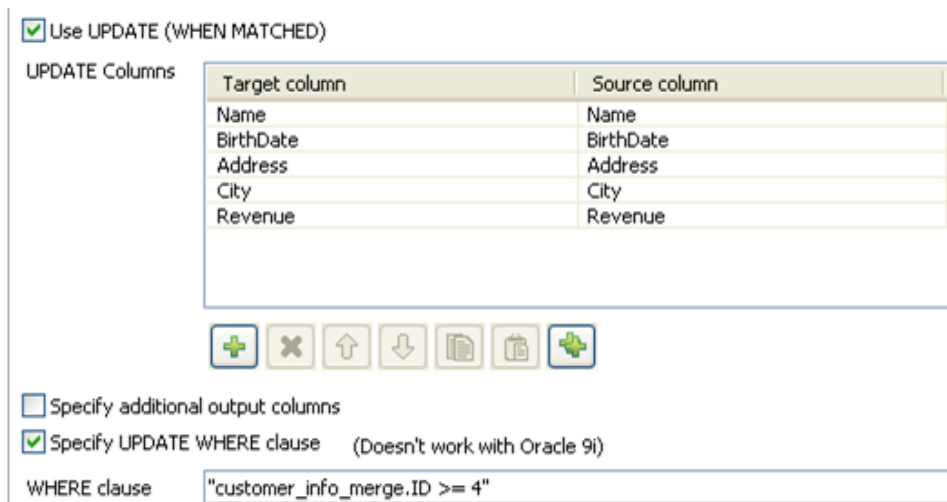 Use UPDATE (WHEN MATCHED)
UPDATE Columns
Target column Source column
Name Name
BirthDate BirthDate
Address Address
City City
Revenue Revenue
Specify additional output columns
Specify UPDATE WHERE clause (Doesn't work with Oracle 9i)
WHERE clause "customer_info_merge.ID >= 4"